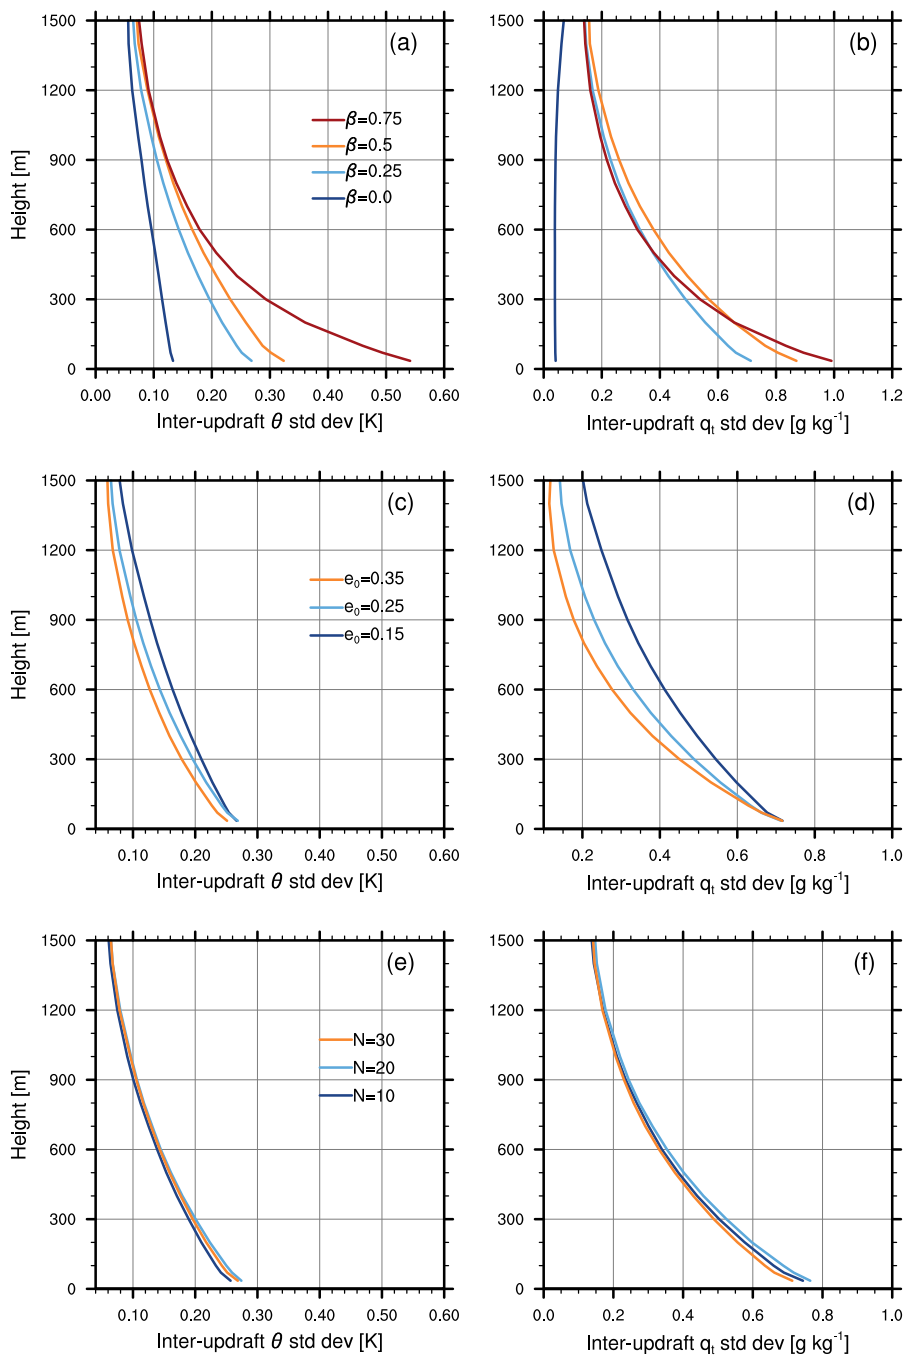 1500
1200
900
600
300
0
Height [m]
(a)
β=0.75
β=0.5
β=0.25
β=0.0
0.00 0.10 0.20 0.30 0.40 0.50 0.60
Inter-updraft θ std dev [K]
1500
1200
900
600
300
0
(b)
0.0 0.2 0.4 0.6 0.8 1.0 1.2
Inter-updraft qt std dev [g kg-1]
1500
1200
900
600
300
0
Height [m]
(c)
e0=0.35
e0=0.25
e0=0.15
0.10 0.20 0.30 0.40 0.50 0.60
Inter-updraft θ std dev [K]
1500
1200
900
600
300
0
(d)
0.2 0.4 0.6 0.8 1.0
Inter-updraft qt std dev [g kg-1]
1500
1200
900
600
300
0
Height [m]
(e)
N=30
N=20
N=10
0.10 0.20 0.30 0.40 0.50 0.60
Inter-updraft θ std dev [K]
1500
1200
900
600
300
0
(f)
0.0 0.2 0.4 0.6 0.8 1.0
Inter-updraft qt std dev [g kg-1]